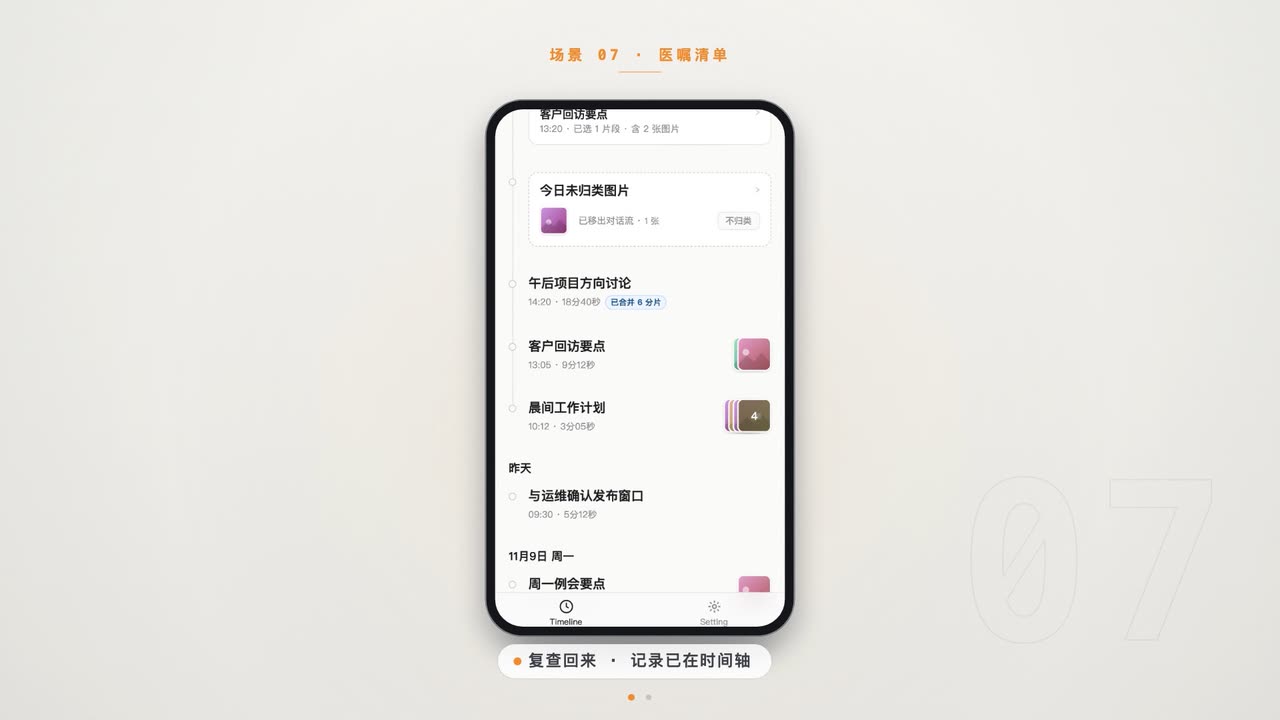 场景 07 · 医嘱清单
客户回访要点
13:20 · 已选 1 片段 · 含 2 张图片
今日未归类图片
已移出对话流 · 1 张
不归类
午后项目方向讨论
14:20 · 18分40秒 已合并 6 分片
客户回访要点
13:05 · 9分12秒
晨间工作计划
4
10:12 · 3分05秒
昨天
与运维确认发布窗口
09:30 · 5分12秒
11月9日 周一
周一例会要点
Timeline
Setting
07
复查回来 · 记录已在时间轴